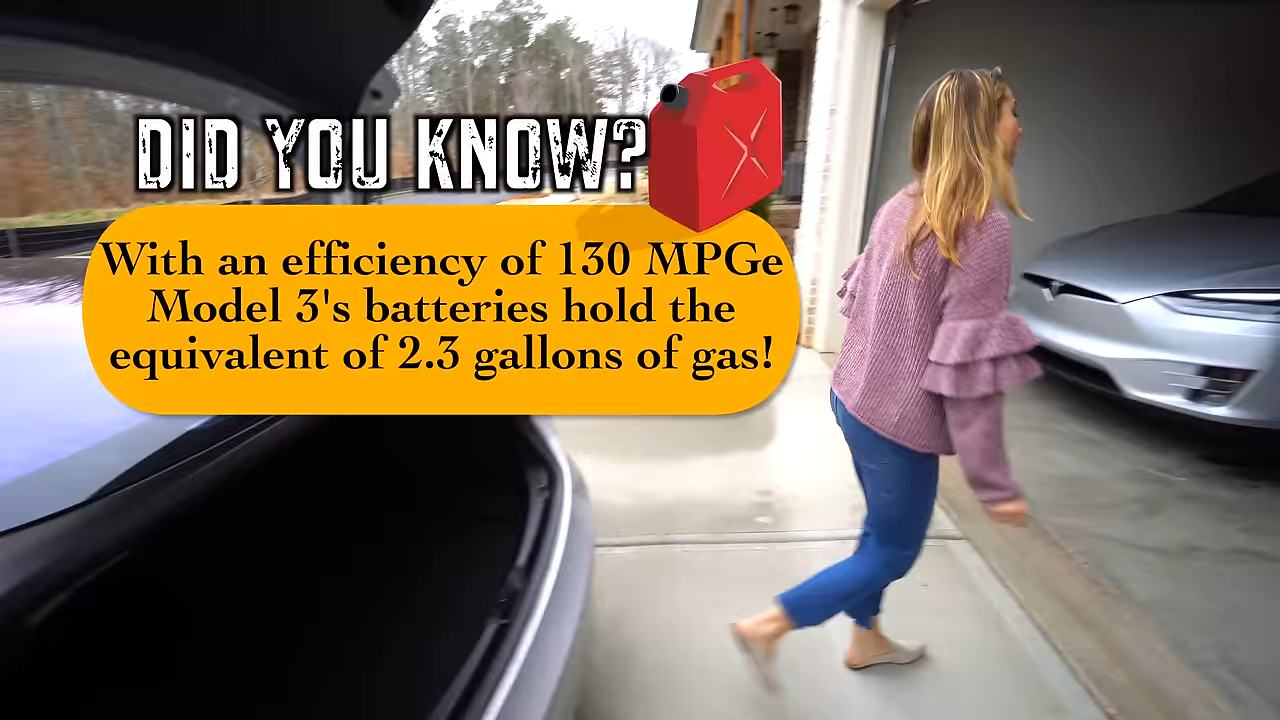 DID YOU KNOW?
With an efficiency of 130 MPGe
Model 3's batteries hold the
equivalent of 2.3 gallons of gas!